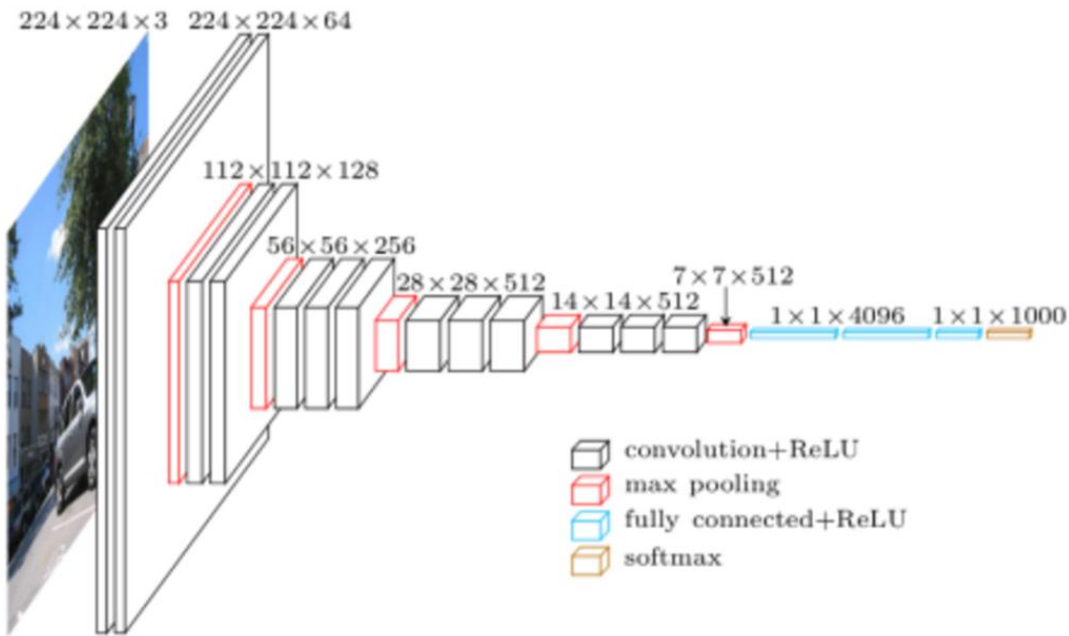 224×224×3
224×224×64
112×112×128
56×56×256
28×28×512
14×14×512
7×7×512
1×1×4096
1×1×1000
convolution+ReLU
max pooling
fully connected+ReLU
softmax